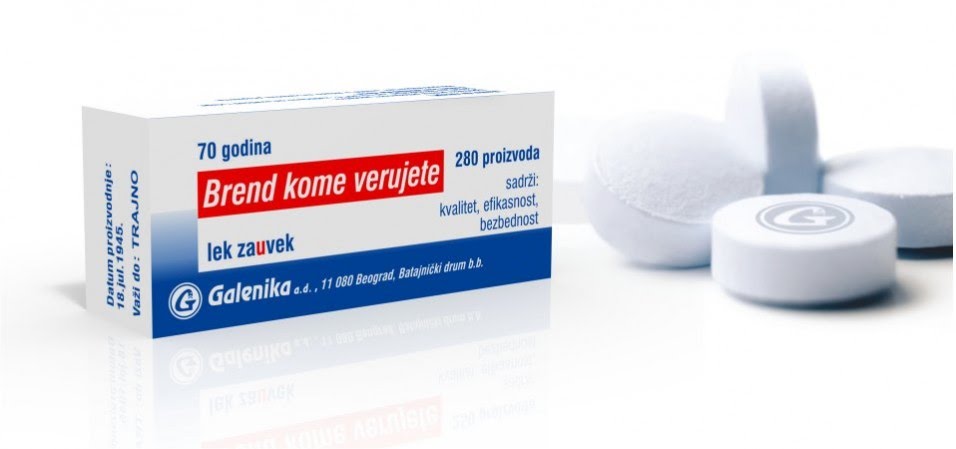 Datum proizvodnje:
18.jul.1945.
Važi do: TRAJNO
70 godina
Brend kome verujete
lek zauvek
280 proizvoda
sadrži:
kvalitet, efikasnost,
bezbednost
G
Galenika a.d., 11 080 Beograd, Batajnički drum b.b.
G